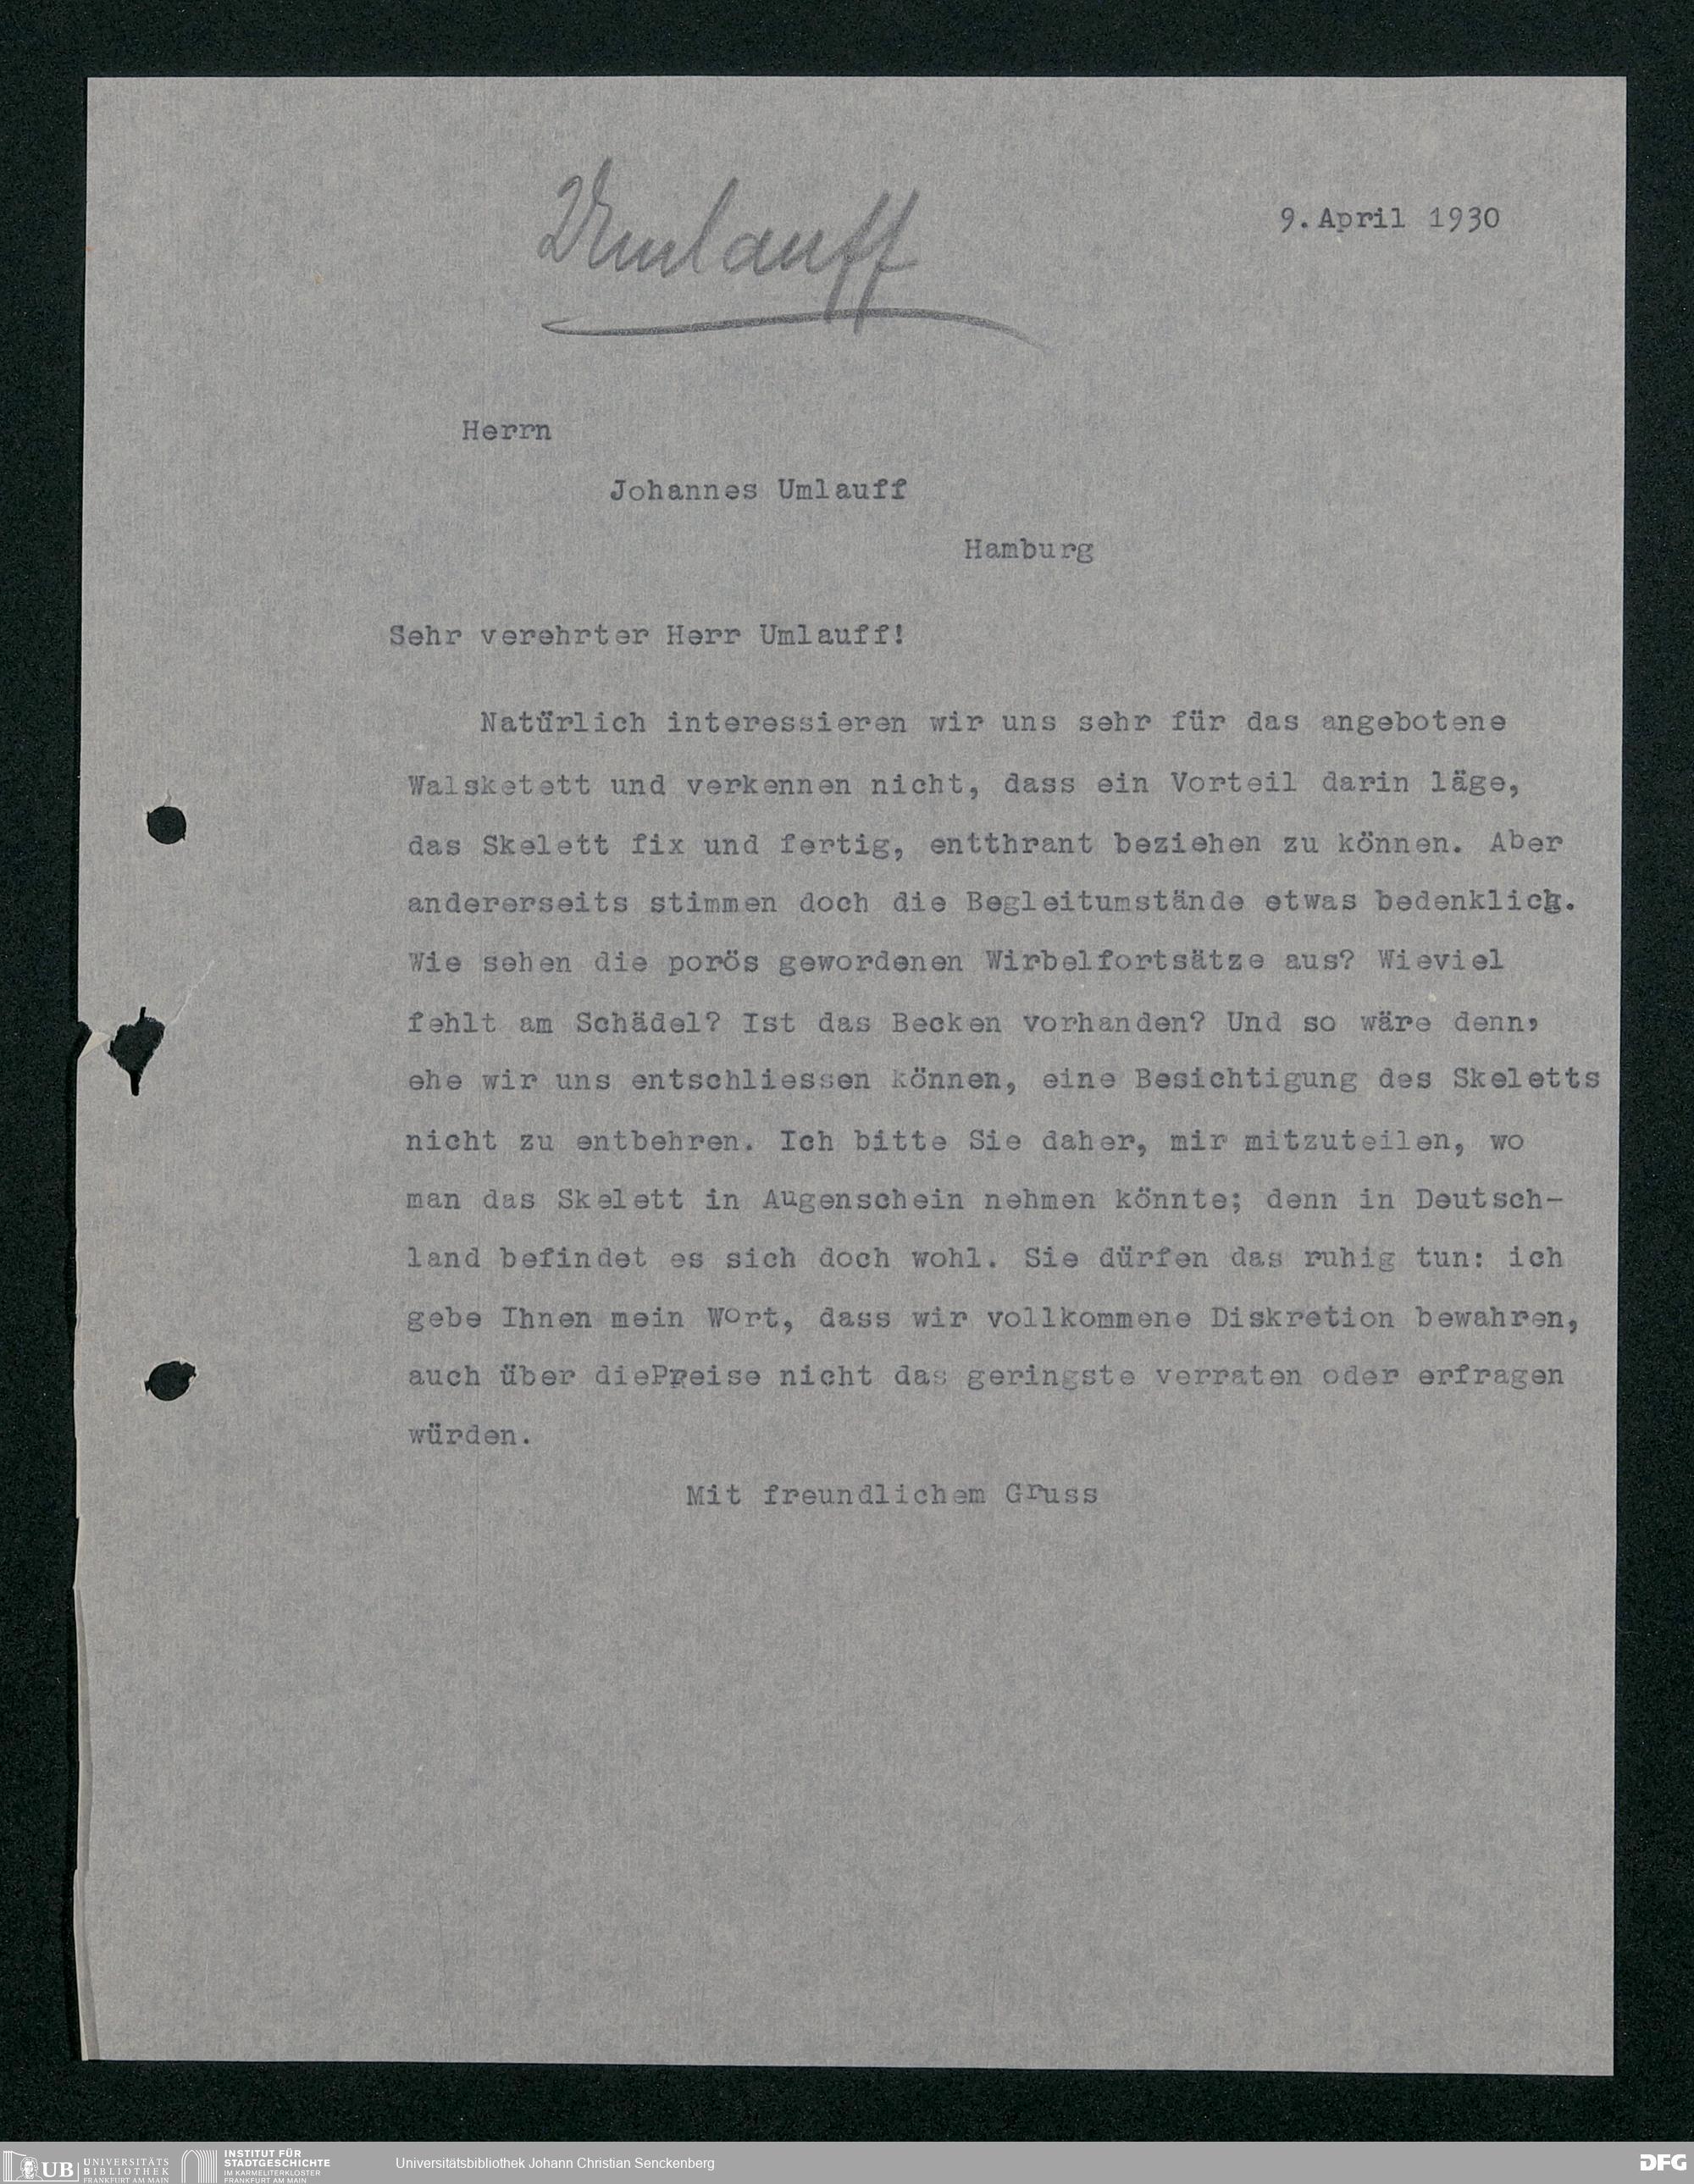 Umlauff
9.April 1930
Herrn
Johannes Umlauff
Hamburg
Sehr verehrter Herr Umlauff!
Natürlich interessieren wir uns sehr für das angebotene
Walsketett und verkennen nicht, dass ein Vorteil darin läge,
das Skelett fix und fertig, entthrant beziehen zu können. Aber
andererseits stimmen doch die Begleitumstände etwas bedenklich.
Wie sehen die porös gewordenen Wirbelfortsätze aus? Wieviel
fehlt am Schädel? Ist das Becken vorhanden? Und so wäre denn,
ehe wir uns entschliessen können, eine Besichtigung des Skeletts
nicht zu entbehren. Ich bitte Sie daher, mir mitzuteilen, wo
man das Skelett in Augenschein nehmen könnte; denn in Deutsch-
land befindet es sich doch wohl. Sie dürfen das ruhig tun: ich
gebe Ihnen mein Wort, dass wir vollkommene Diskretion bewahren,
auch über diePreise nicht das geringste verraten oder erfragen
würden.
Mit freundlichem Gruss
UB UNIVERSITÄTS
BIBLIOTHEK
FRANKFURT AM MAIN
INSTITUT FÜR
STADTGESCHICHTE
IM KARMELITERKLOSTER
FRANKFURT AM MAIN
Universitätsbibliothek Johann Christian Senckenberg
DFG